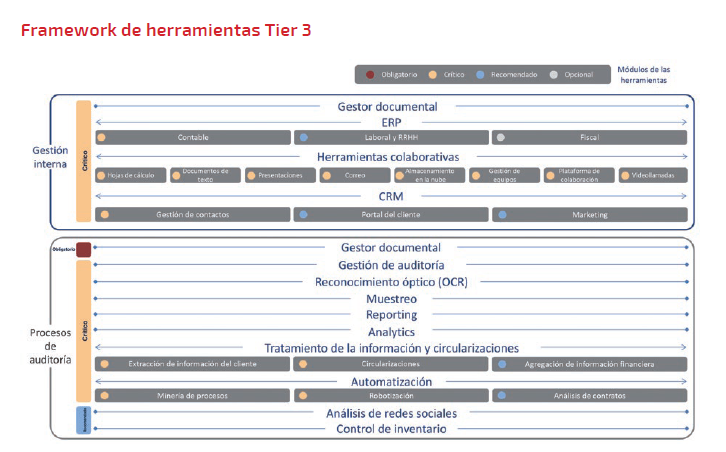 Framework de herramientas Tier 3
Obligatorio Crítico Recomendado Opcional
Módulos de las
herramientas
Gestión
interna
Crítico
Gestor documental
ERP
Contable Laboral y RRHH Fiscal
Herramientas colaborativas
Hojas de cálculo Documentos de texto Presentaciones Correo Almacenamiento en la nube Gestión de equipos Plataforma de colaboración Videollamadas
CRM
Gestión de contactos Portal del cliente Marketing
Procesos
de
auditoría
Obligatorio
Gestor documental
Crítico
Gestión de auditoría
Reconocimiento óptico (OCR)
Muestreo
Reporting
Analytics
Tratamiento de la información y circularizaciones
Extracción de información del cliente Circularizaciones Agregación de información financiera
Automatización
Minería de procesos Robotización Análisis de contratos
Análisis de redes sociales
Control de inventario